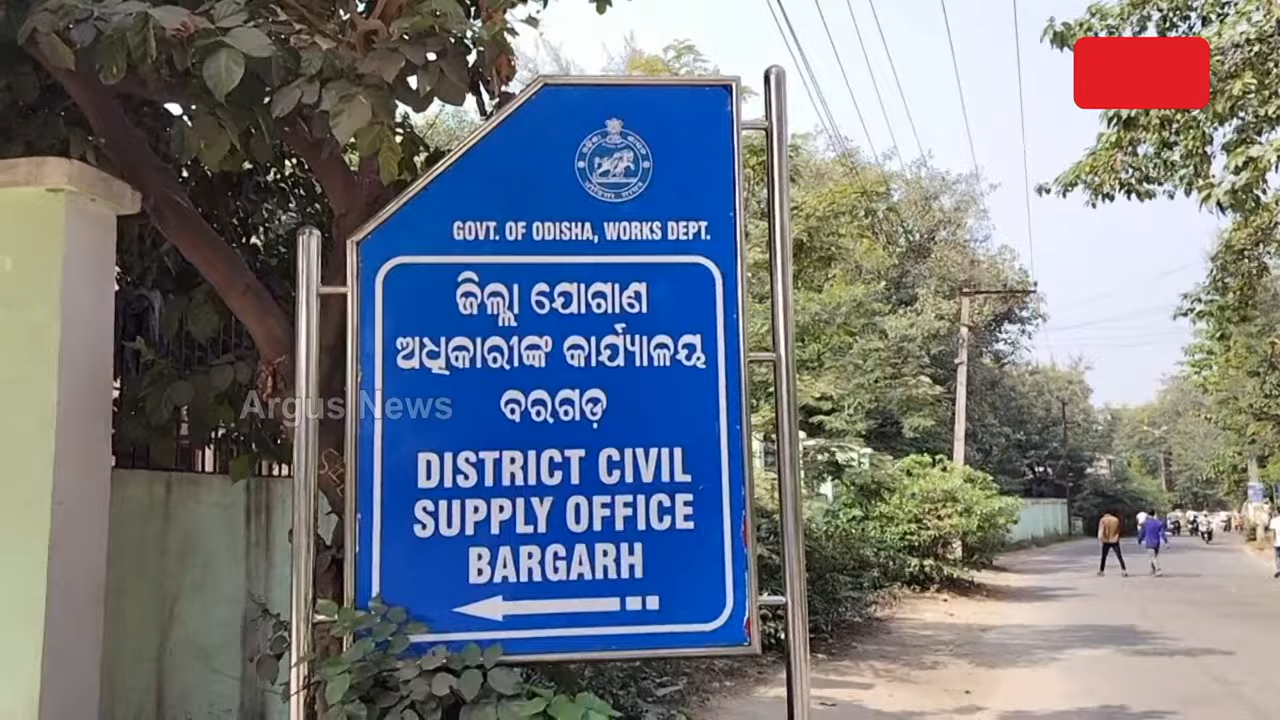 GOVT. OF ODISHA, WORKS DEPT.
ଜିଲ୍ଲା ଯୋଗାଣ
ଅଧିକାରୀଙ୍କ କାର୍ଯ୍ୟାଳୟ
ବରଗଡ଼
Argus News
DISTRICT CIVIL
SUPPLY OFFICE
BARGARH